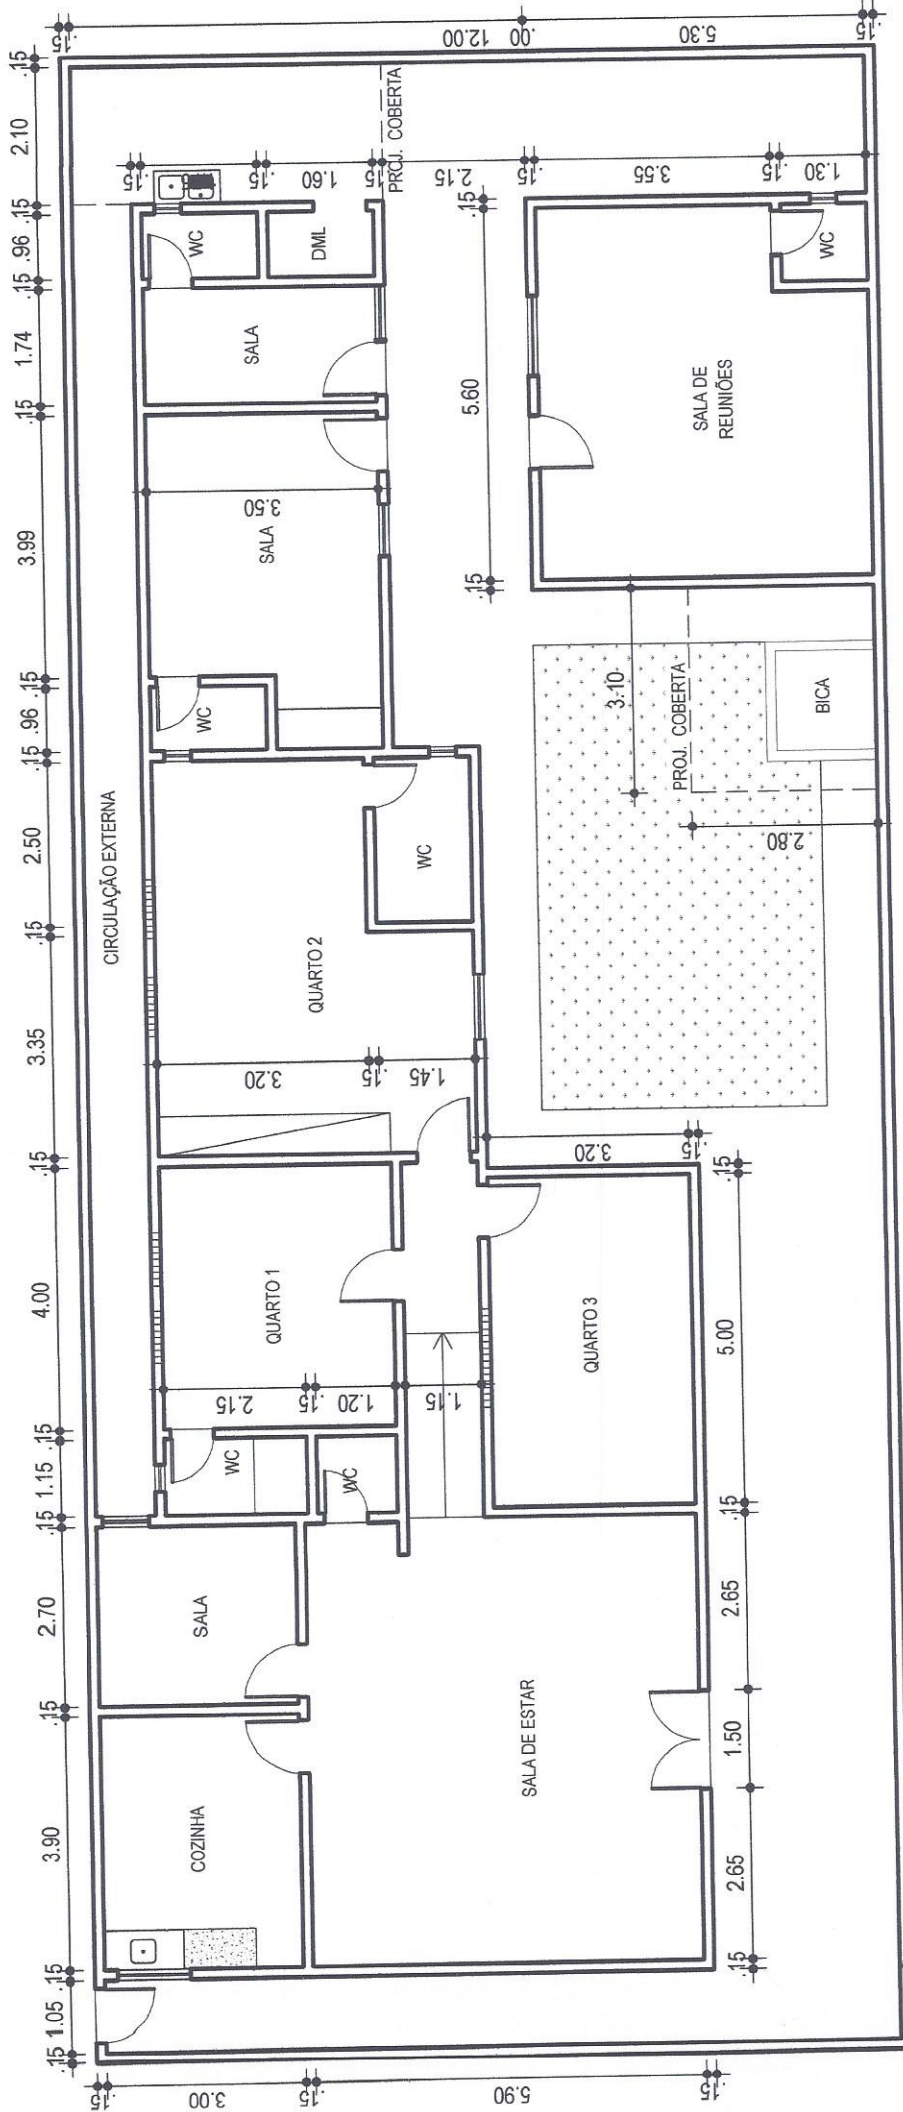 .15 1.05 .15 3.90 .15 2.70 .15 1.15 .15 4.00 .15 3.35 .15 2.50 .15 .96 .15 3.99 .15 1.74 .15 .96 .15 2.10 .15
CIRCULAÇÃO EXTERNA
COZINHA
SALA
WC
WC
QUARTO 1
QUARTO 2
WC
WC
SALA
SALA
WC
DML
SALA DE ESTAR
QUARTO 3
PROJ. COBERTA
BICA
SALA DE
REUNIÕES
WC
PROJ. COBERTA
.15 3.00 .15 5.90 .15
2.15 .15 1.20
1.15
3.20 .15 1.45
3.20 .15
3.50
.15 .15 1.60 .15 2.15 .15 3.55 .15 1.30
.15 12.00 .00 5.30 .15
.15 5.60 .15
3.10
2.80
.15 2.65 1.50 2.65 .15 5.00 .15